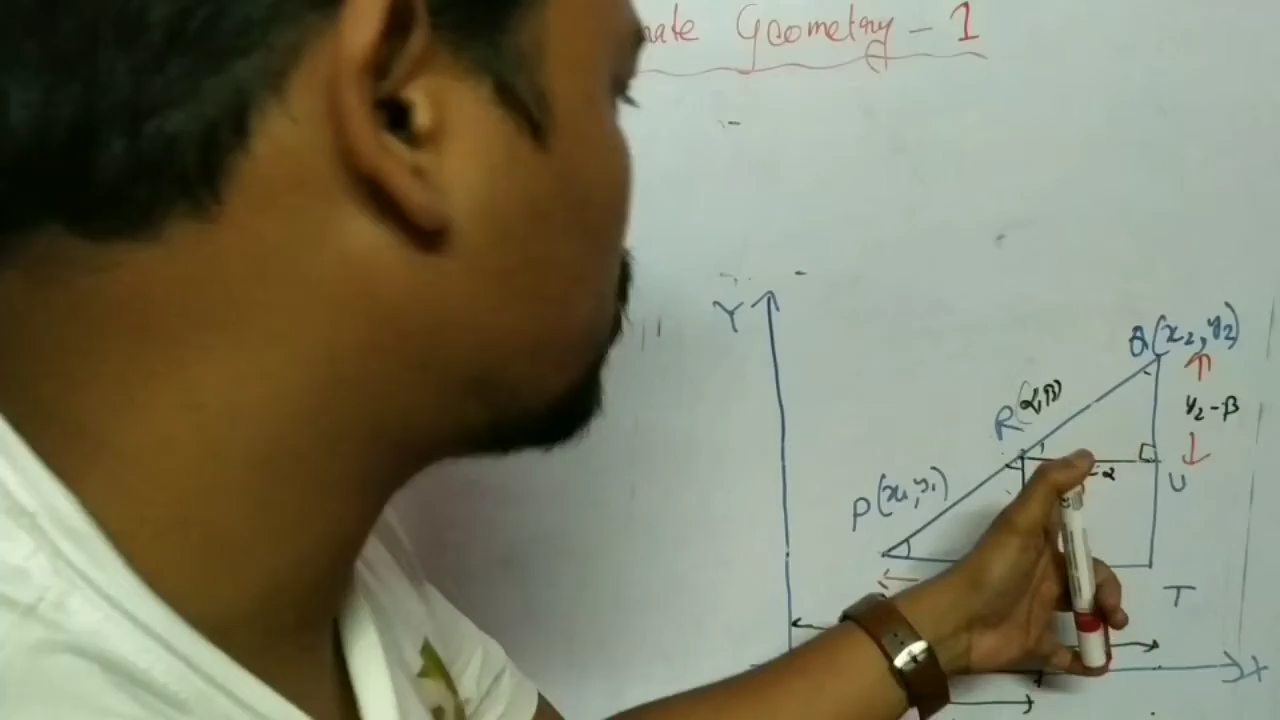 nate Geometry - 1
Y
Q(x₂, y₂)
R(α, β)
y₂ - β
- α
U
P(x₁, y₁)
T
X